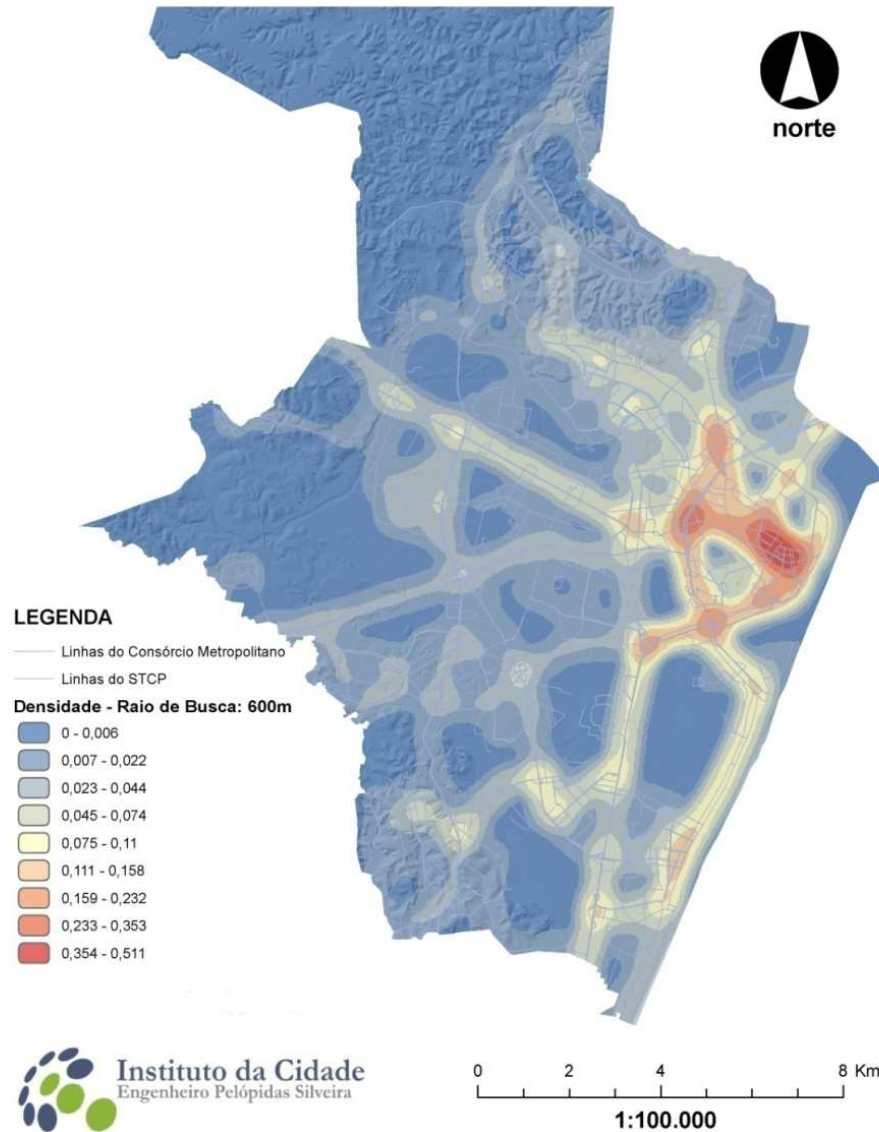 norte
LEGENDA
Linhas do Consórcio Metropolitano
Linhas do STCP
Densidade - Raio de Busca: 600m
0 - 0,006
0,007 - 0,022
0,023 - 0,044
0,045 - 0,074
0,075 - 0,11
0,111 - 0,158
0,159 - 0,232
0,233 - 0,353
0,354 - 0,511
Instituto da Cidade
Engenheiro Pelópidas Silveira
0 2 4 8 Km
1:100.000